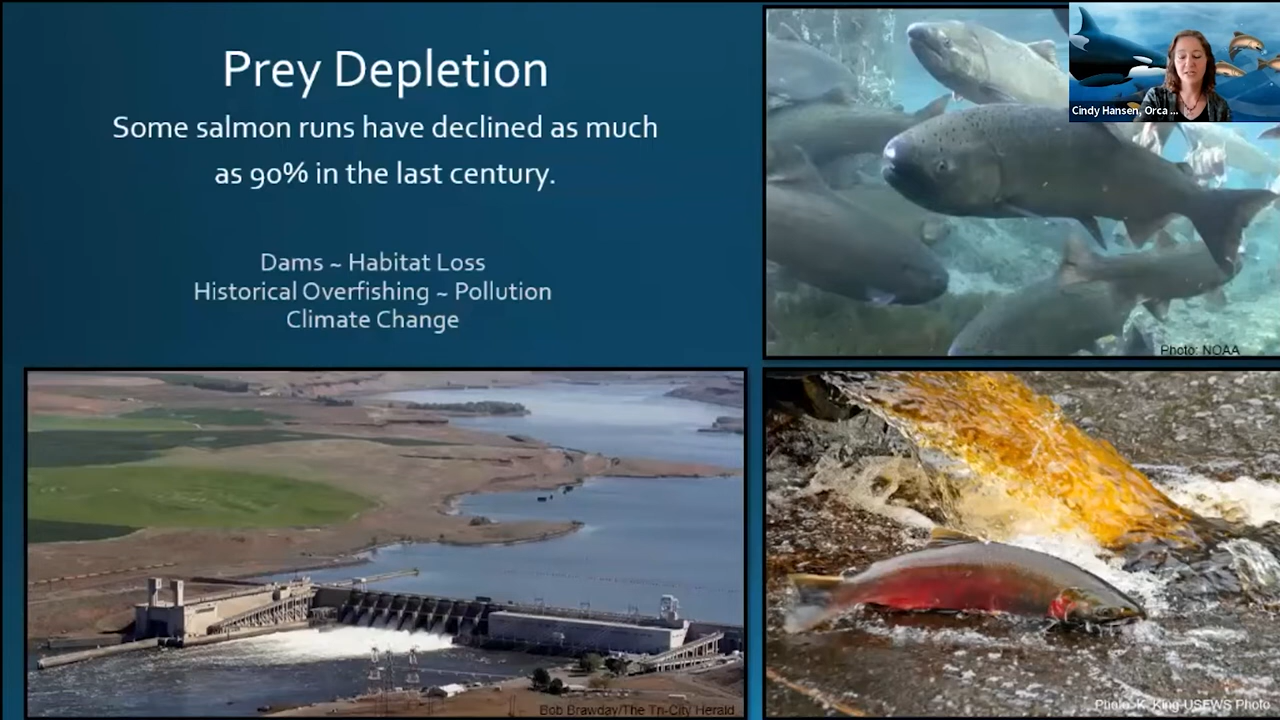 Prey Depletion
Some salmon runs have declined as much
as 90% in the last century.
Dams ~ Habitat Loss
Historical Overfishing ~ Pollution
Climate Change
Cindy Hansen, Orca ...
Photo: NOAA
Bob Brawday/The Tri-City Herald
Photo: K. King-USFWS Photo